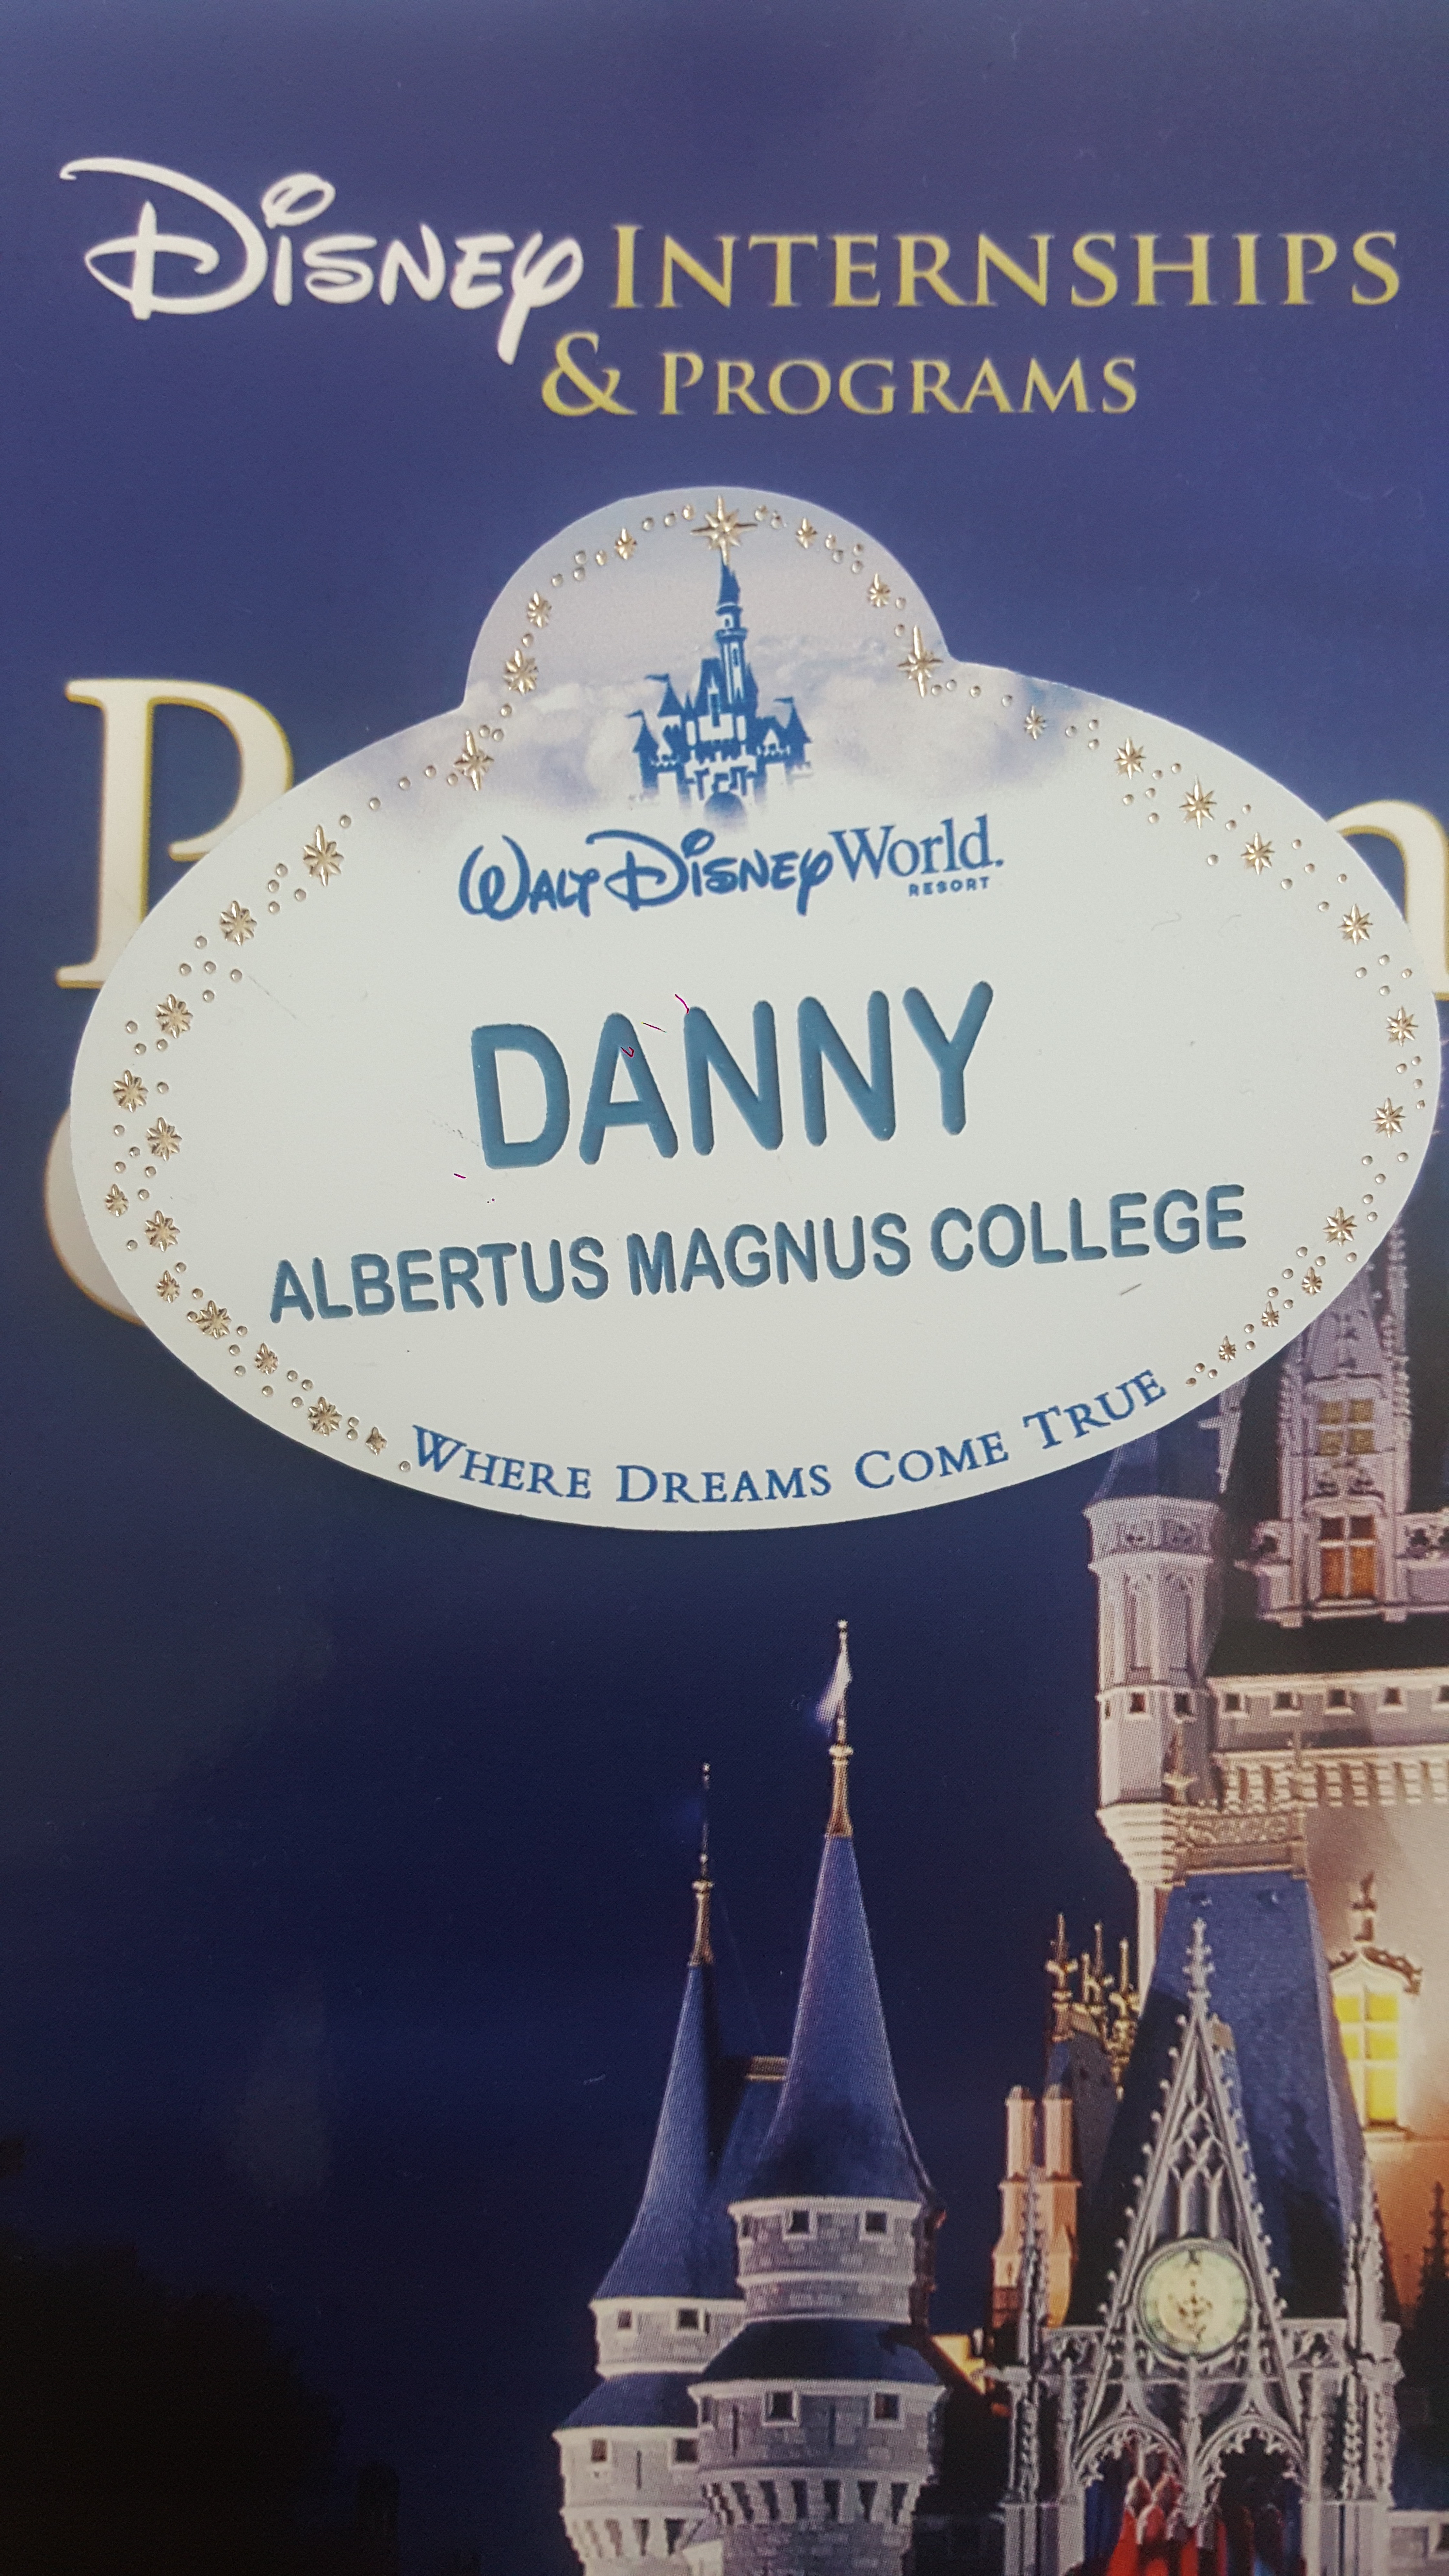 Disney INTERNSHIPS
& PROGRAMS
WALT DISNEY World.
RESORT
DANNY
ALBERTUS MAGNUS COLLEGE
WHERE DREAMS COME TRUE